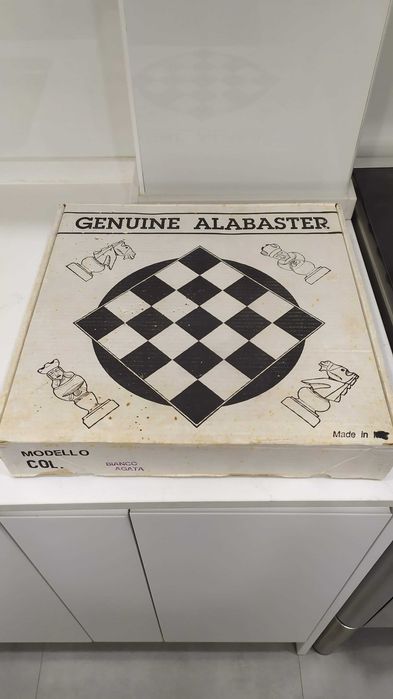 GENUINE ALABASTER
Made in
MODELLO
COL.
BIANCO
AGATA